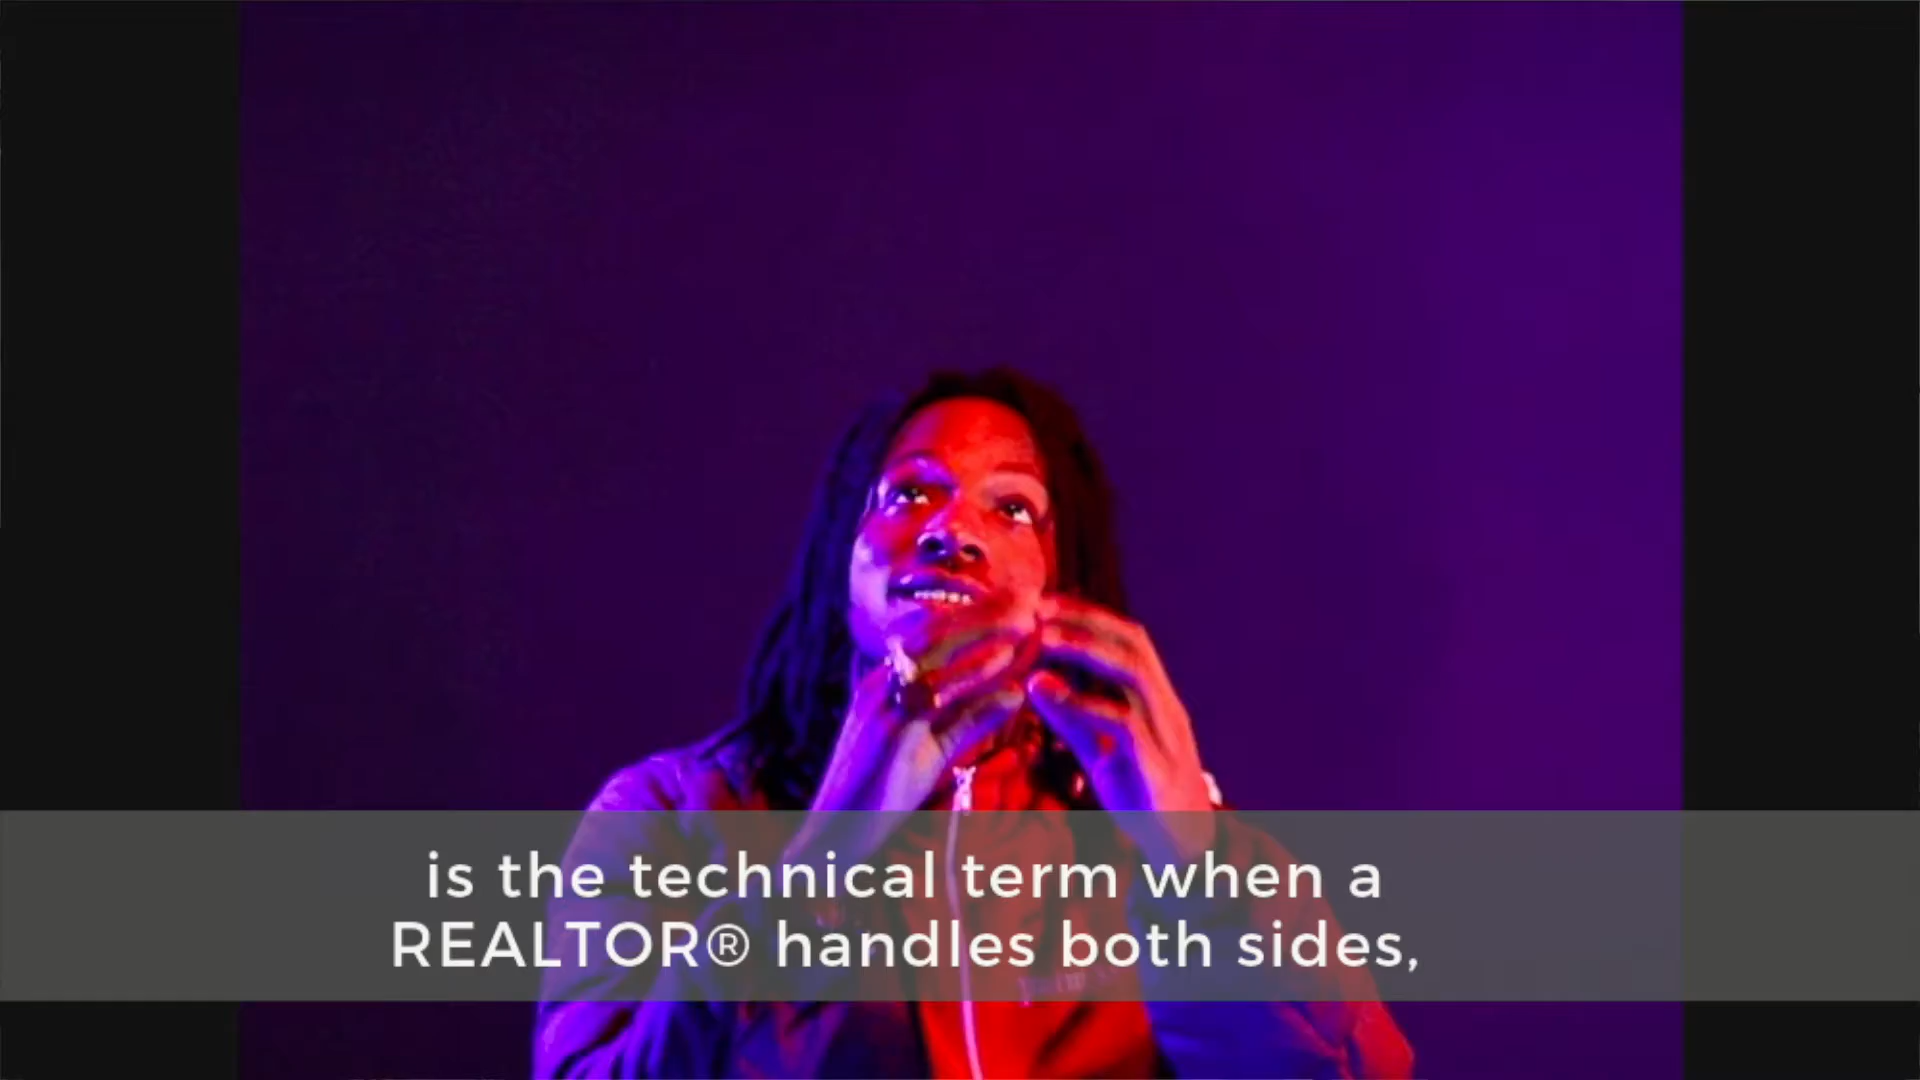 is the technical term when a
REALTOR® handles both sides,